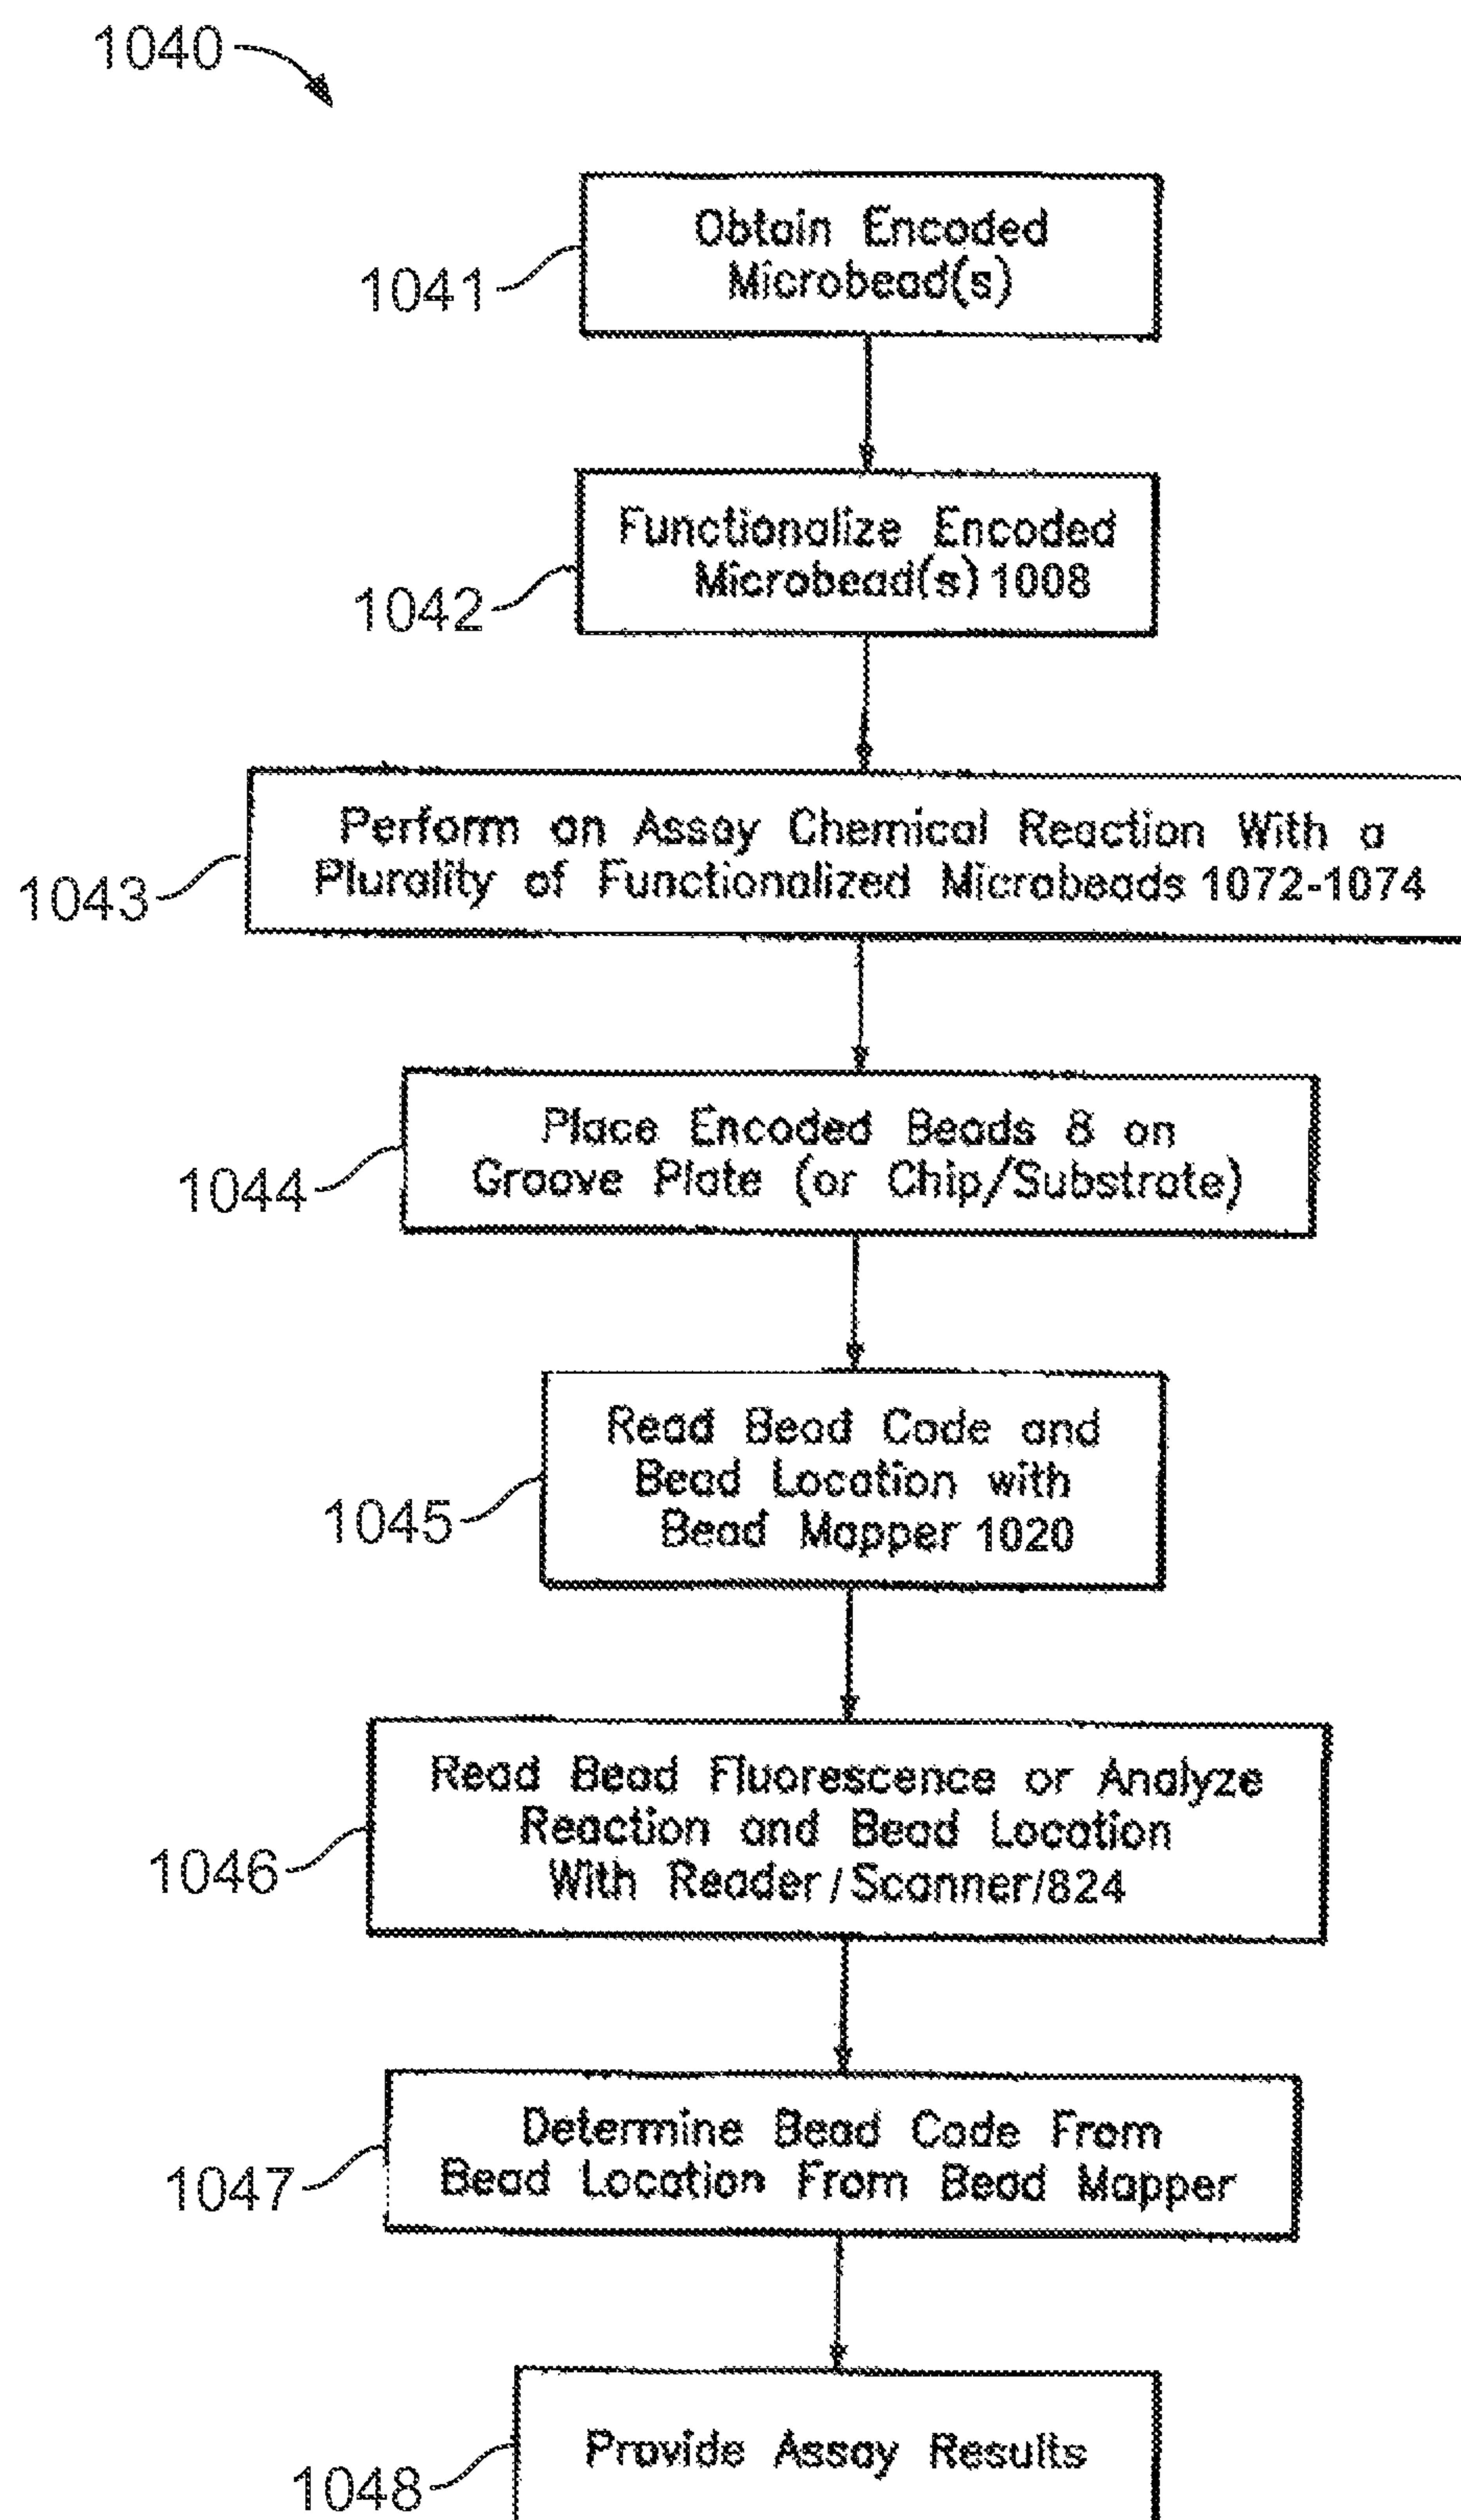 1040
Obtain Encoded
Microbead(s)
1041
Functionalize Encoded
Microbead(s) 1008
1042
Perform an Assay Chemical Reaction With a
Plurality of Functionalized Microbeads 1072-1074
1043
Place Encoded Beads 8 on
Groove Plate (or Chip/Substrate)
1044
Read Bead Code and
Bead Location with
Bead Mapper 1020
1045
Read Bead Fluorescence or Analyze
Reaction and Bead Location
With Reader/Scanner/824
1046
Determine Bead Code From
Bead Location From Bead Mapper
1047
Provide Assay Results
1048